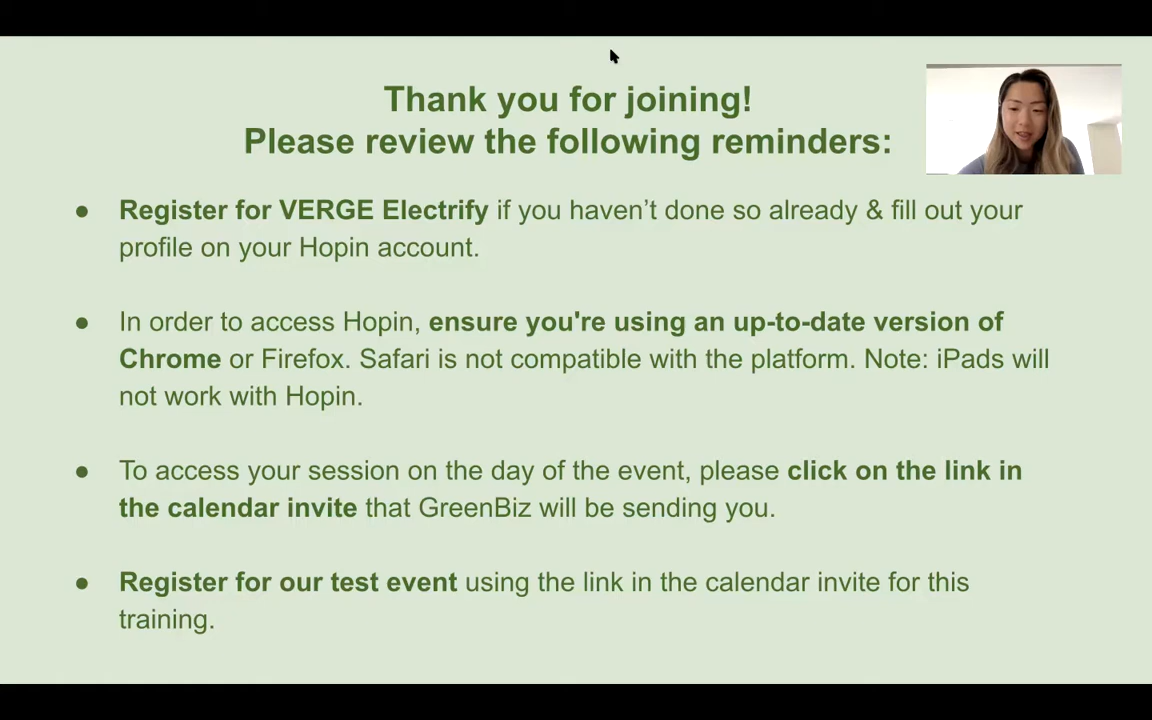 Thank you for joining!
Please review the following reminders:
● Register for VERGE Electrify if you haven’t done so already & fill out your
profile on your Hopin account.
● In order to access Hopin, ensure you're using an up-to-date version of
Chrome or Firefox. Safari is not compatible with the platform. Note: iPads will
not work with Hopin.
● To access your session on the day of the event, please click on the link in
the calendar invite that GreenBiz will be sending you.
● Register for our test event using the link in the calendar invite for this
training.